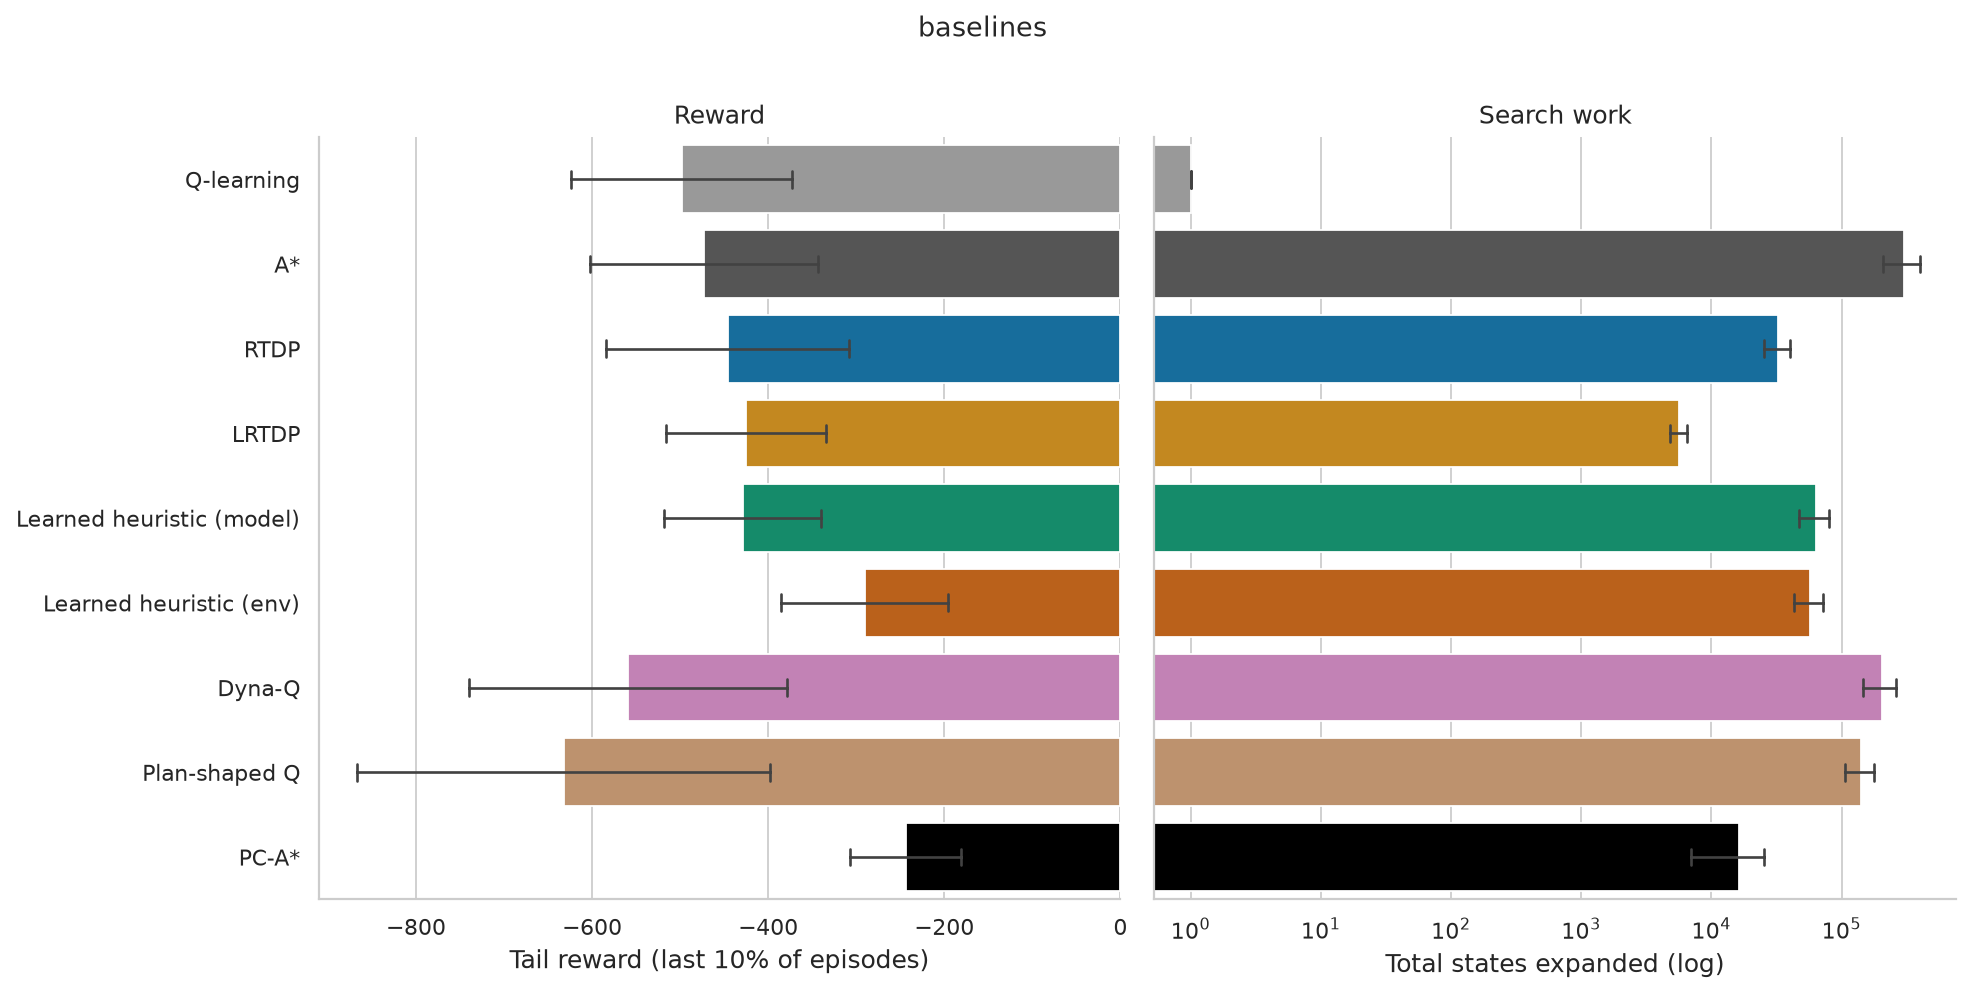 baselines
Reward
Search work
Q-learning
A*
RTDP
LRTDP
Learned heuristic (model)
Learned heuristic (env)
Dyna-Q
Plan-shaped Q
PC-A*
−800 −600 −400 −200 0
Tail reward (last 10% of episodes)
10⁰ 10¹ 10² 10³ 10⁴ 10⁵
Total states expanded (log)